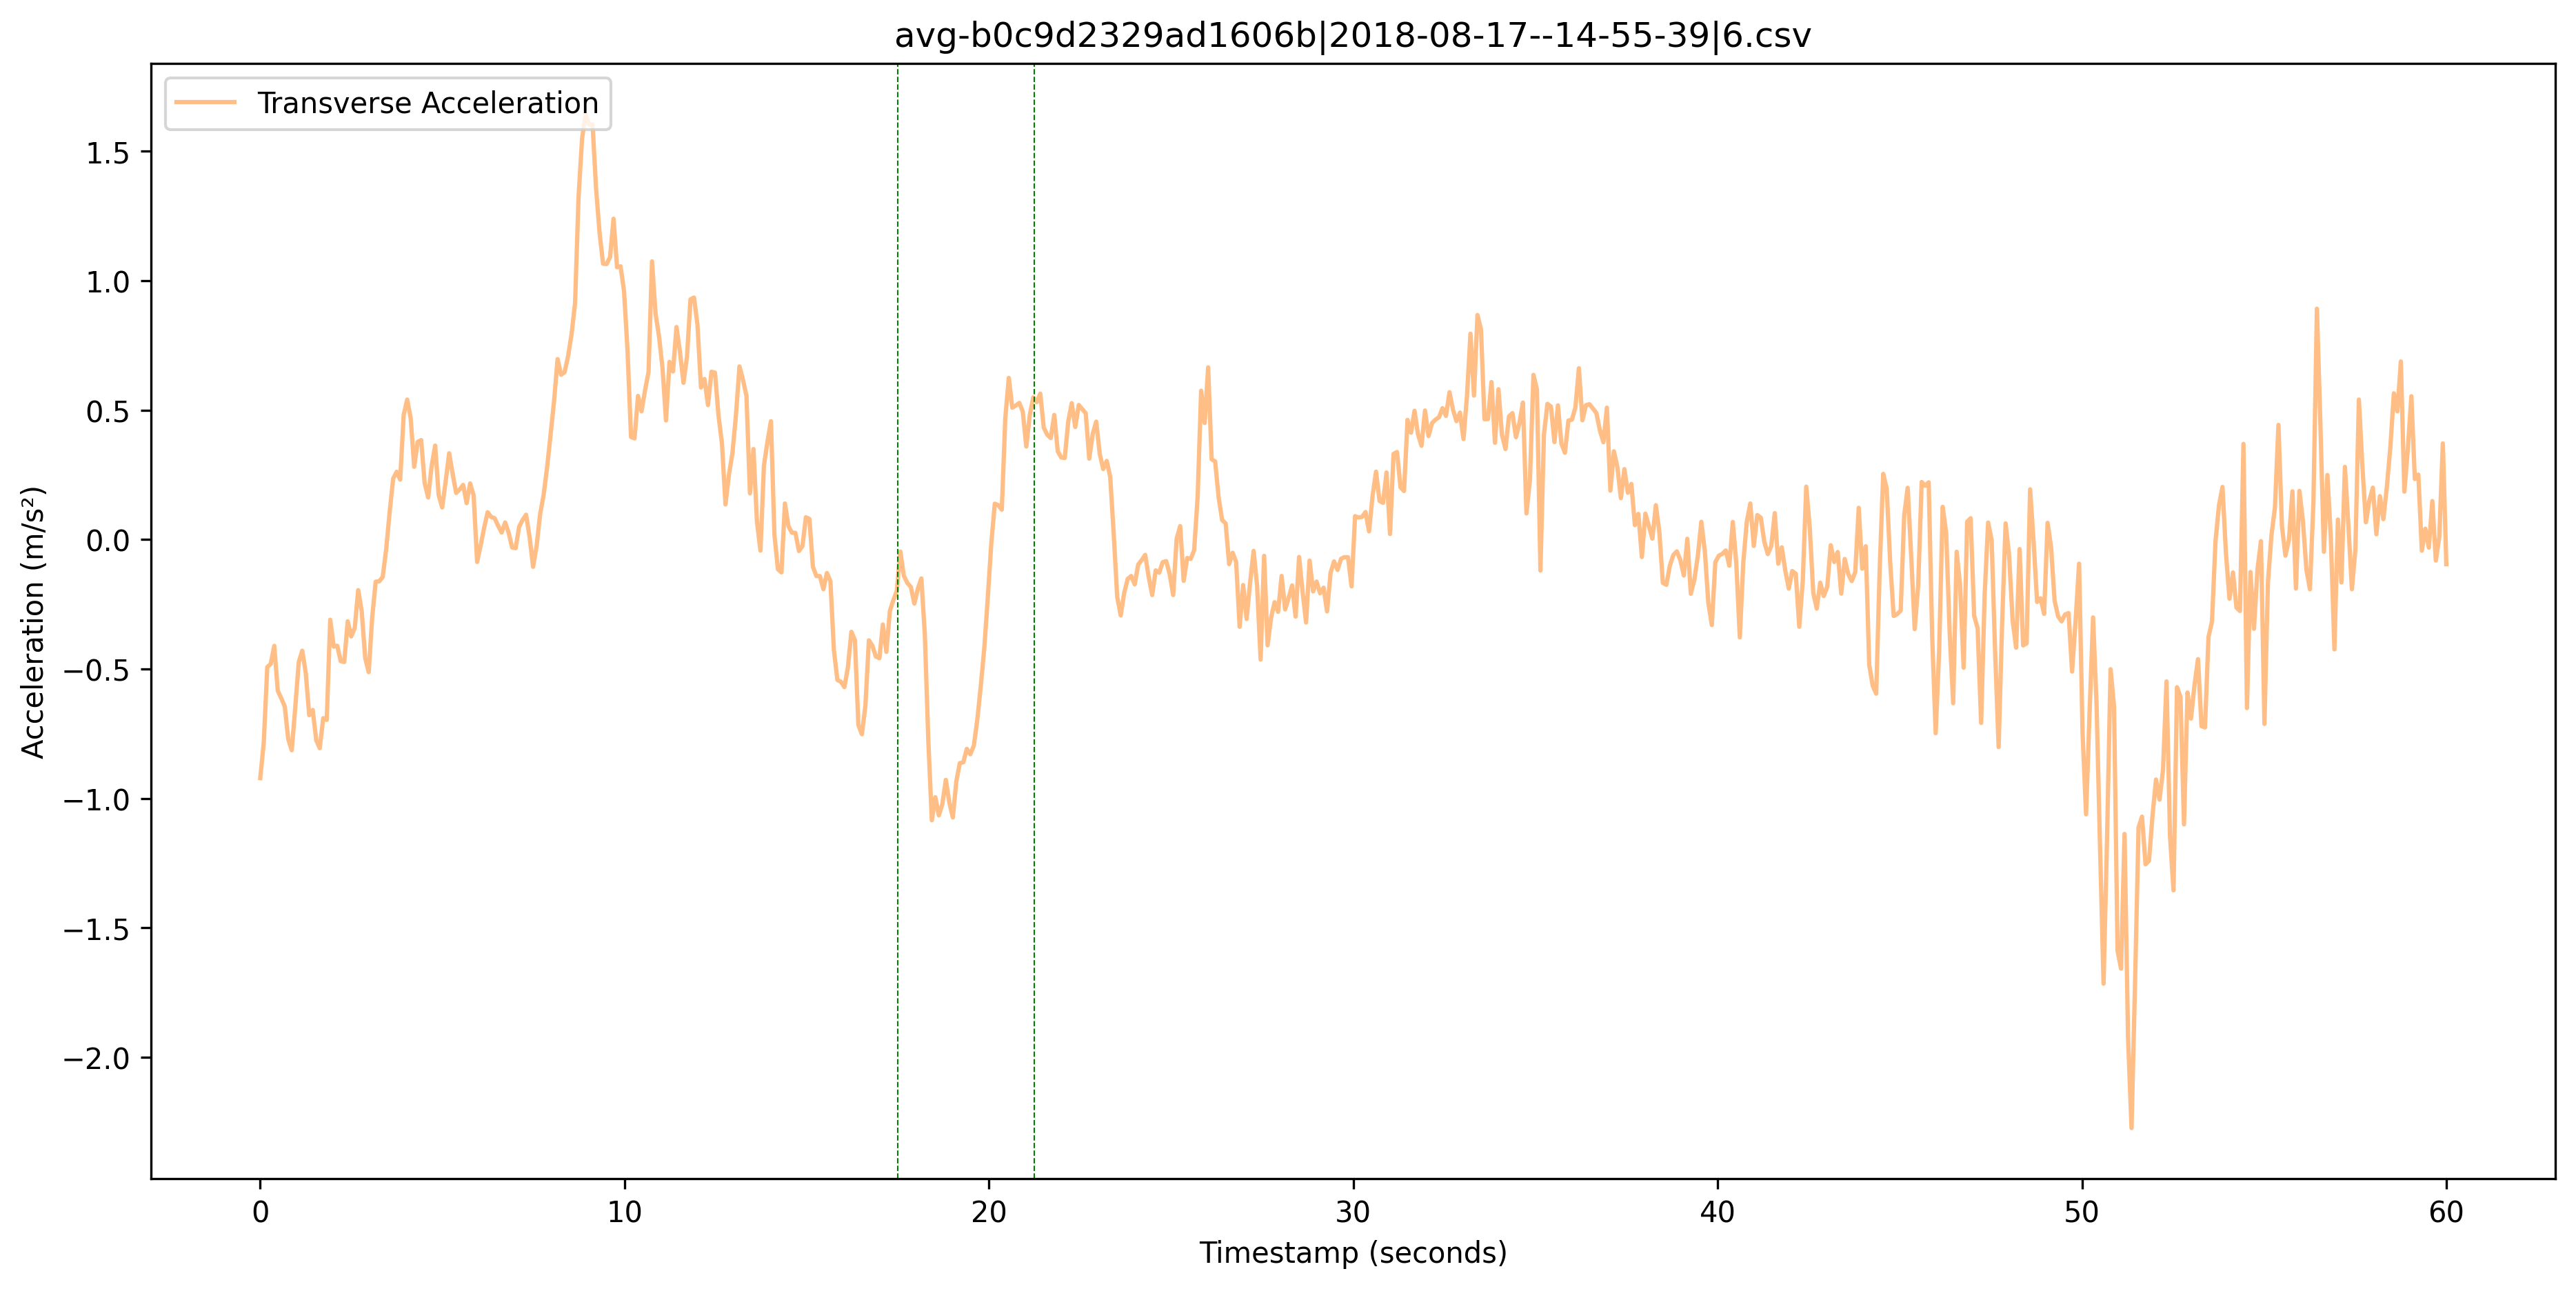 avg-b0c9d2329ad1606b|2018-08-17--14-55-39|6.csv
Transverse Acceleration
1.5
1.0
0.5
0.0
−0.5
−1.0
−1.5
−2.0
Acceleration (m/s²)
0 10 20 30 40 50 60
Timestamp (seconds)